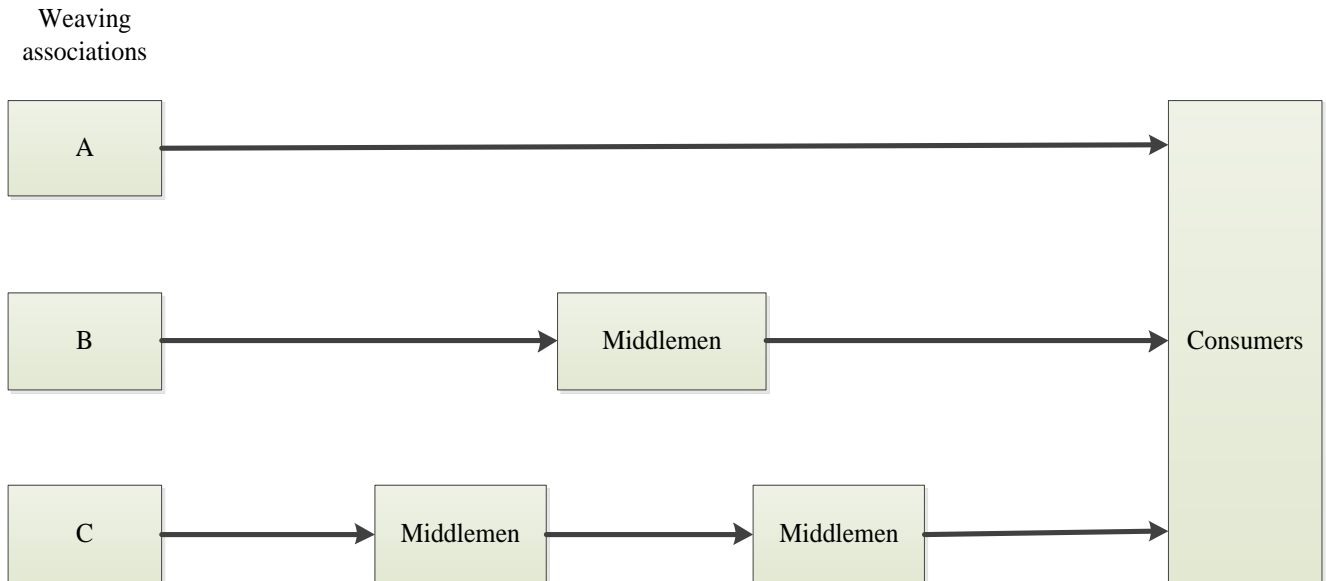 Weaving
associations
A
B
Middlemen
Consumers
C
Middlemen
Middlemen